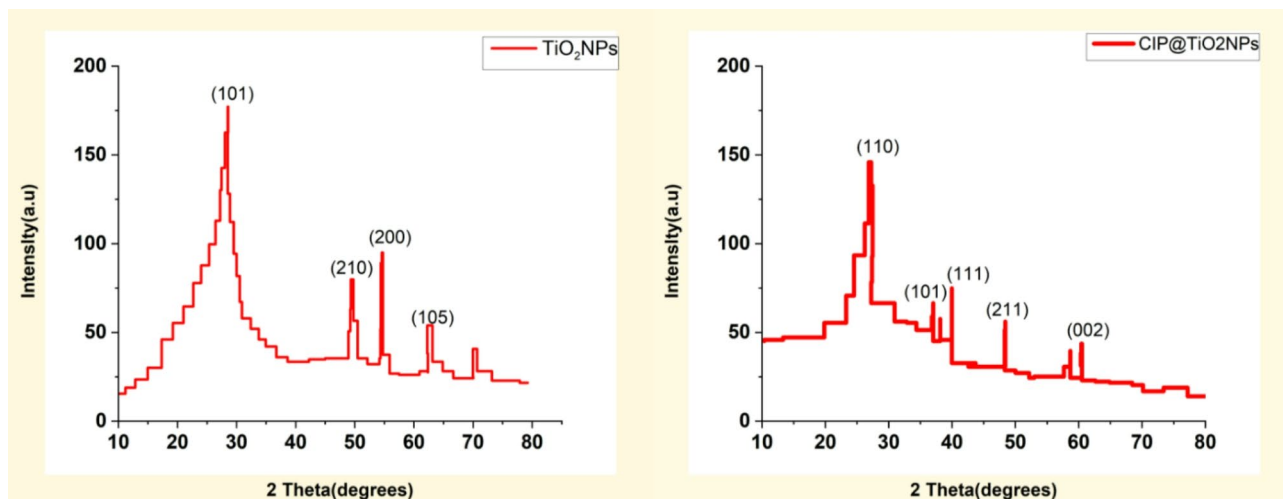 TiO₂NPs
200
(101)
150
Intensity(a.u)
100
(200)
(210)
50
(105)
0
10 20 30 40 50 60 70 80
2 Theta(degrees)
CIP@TiO2NPs
200
150
(110)
Intensity(a.u)
100
(111)
(101)
50
(211)
(002)
0
10 20 30 40 50 60 70 80
2 Theta(degrees)